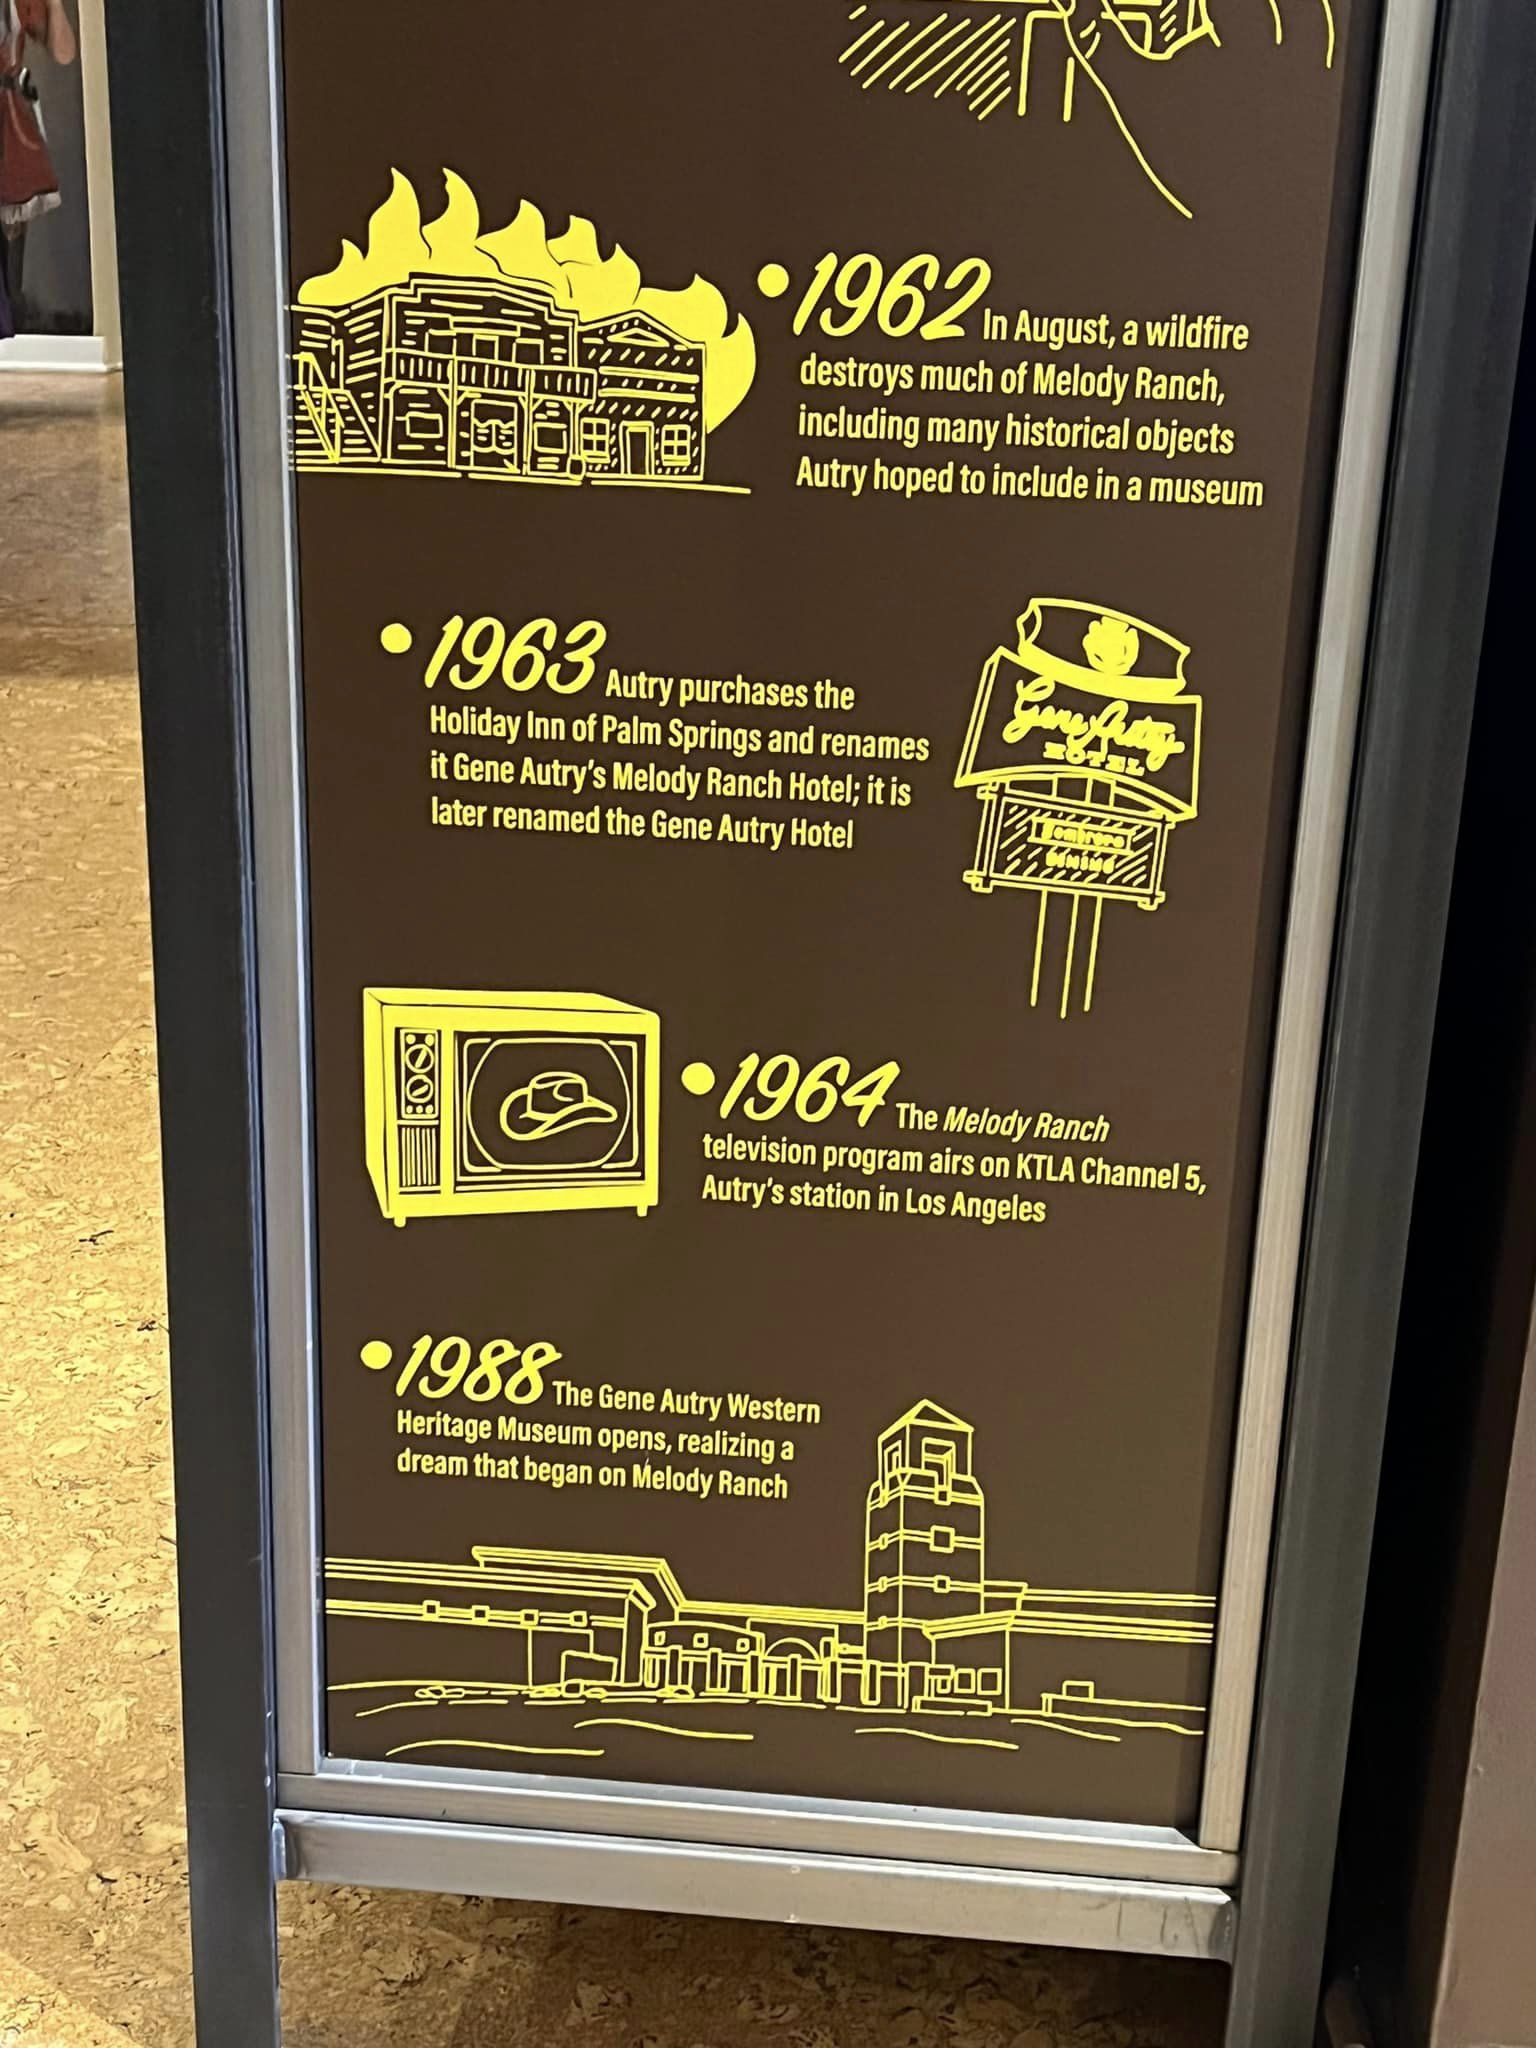 1962 In August, a wildfire
destroys much of Melody Ranch,
including many historical objects
Autry hoped to include in a museum
1963 Autry purchases the
Holiday Inn of Palm Springs and renames
it Gene Autry's Melody Ranch Hotel; it is
later renamed the Gene Autry Hotel
Gene Autry
HOTEL
Sombrero
DINING
1964 The Melody Ranch
television program airs on KTLA Channel 5,
Autry's station in Los Angeles
1988 The Gene Autry Western
Heritage Museum opens, realizing a
dream that began on Melody Ranch